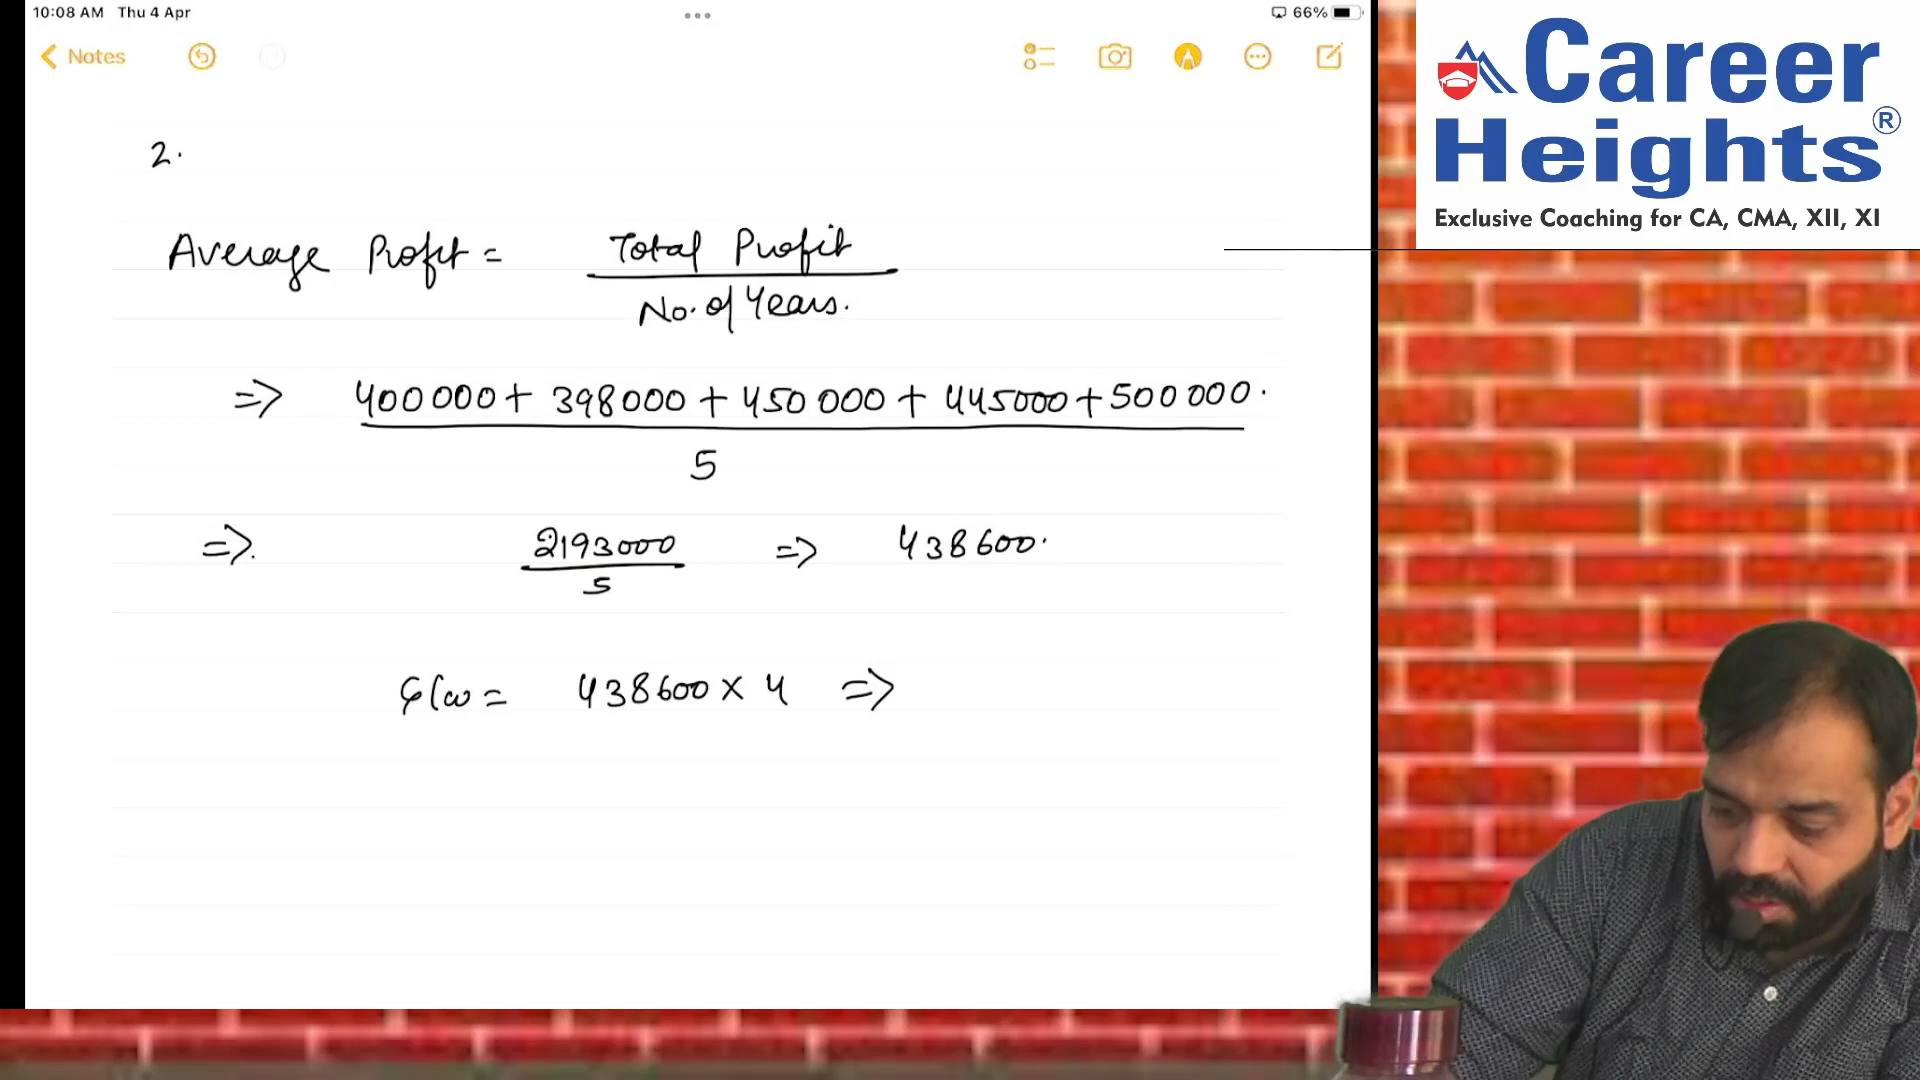 10:08 AM Thu 4 Apr
66%
Notes
Career
Heights®
Exclusive Coaching for CA, CMA, XII, XI
2.
Average Profit = Total Profit
No. of Years.
=> 400000 + 398000 + 450000 + 445000 + 500000.
5
=>. 2193000 => 438600.
5
G/w = 438600 x 4 =>